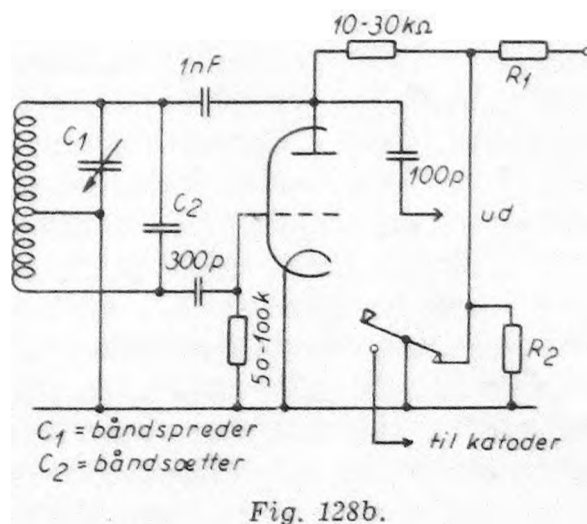 10-30kΩ
R1
1nF
C1
C2
100p
ud
300p
50-100k
R2
C1 = båndspreder
C2 = båndsætter
til katoder
Fig. 128b.